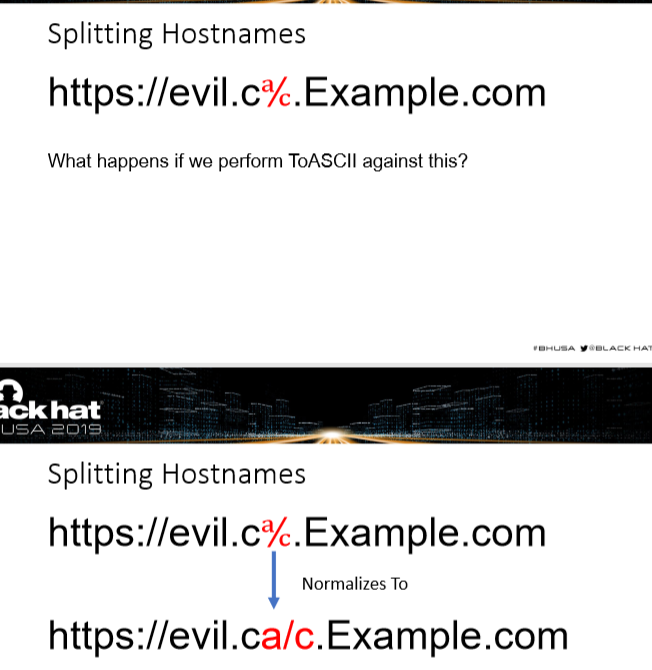 Splitting Hostnames
https://evil.c℀.Example.com
What happens if we perform ToASCII against this?
#BHUSA @BLACK HAT
ack hat
USA 2019
Splitting Hostnames
https://evil.c℀.Example.com
Normalizes To
https://evil.ca/c.Example.com